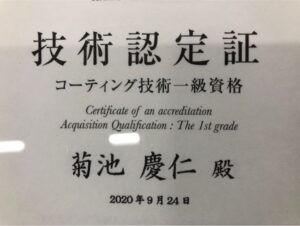 技術認定証
コーティング技術一級資格
Certificate of an accreditation
Acquisition Qualification : The 1st grade
菊池 慶仁 殿
2020年9月24日